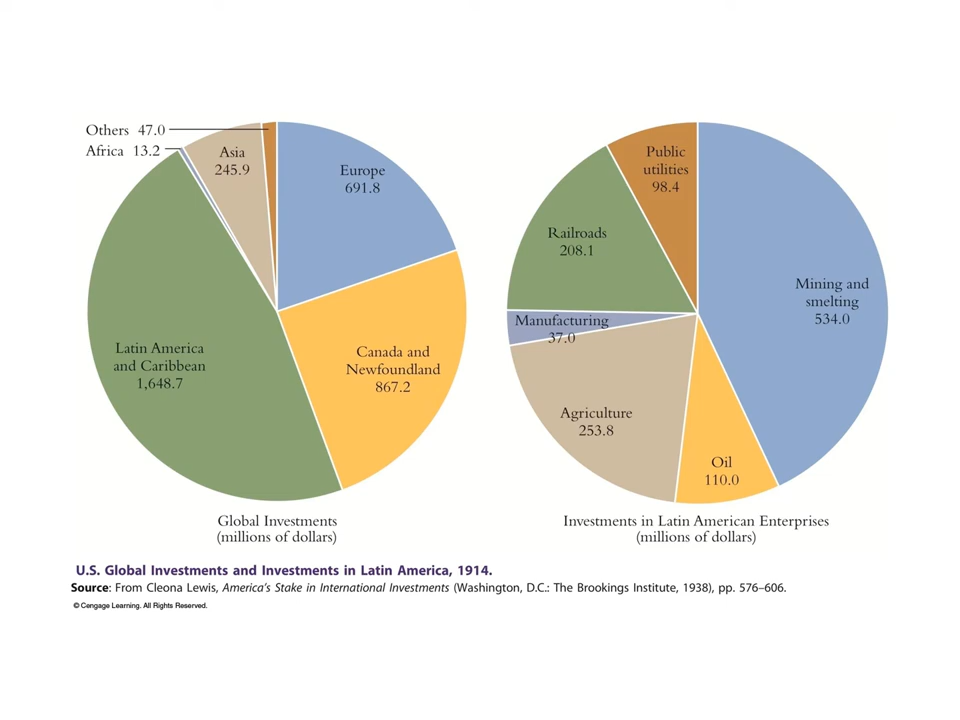 Others 47.0
Africa 13.2
Asia
245.9
Europe
691.8
Latin America
and Caribbean
1,648.7
Canada and
Newfoundland
867.2
Global Investments
(millions of dollars)
Public
utilities
98.4
Railroads
208.1
Mining and
smelting
534.0
Manufacturing
37.0
Agriculture
253.8
Oil
110.0
Investments in Latin American Enterprises
(millions of dollars)
U.S. Global Investments and Investments in Latin America, 1914.
Source: From Cleona Lewis, America's Stake in International Investments (Washington, D.C.: The Brookings Institute, 1938), pp. 576–606.
© Cengage Learning. All Rights Reserved.